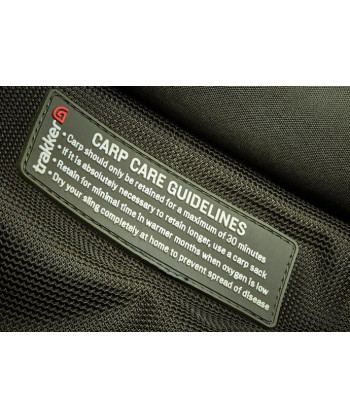 trakker
CARP CARE GUIDELINES
• Carp should only be retained for a maximum of 30 minutes
• If it is absolutely necessary to retain longer, use a carp sack
• Retain for minimal time in warmer months when oxygen is low
• Dry your sling completely at home to prevent spread of disease